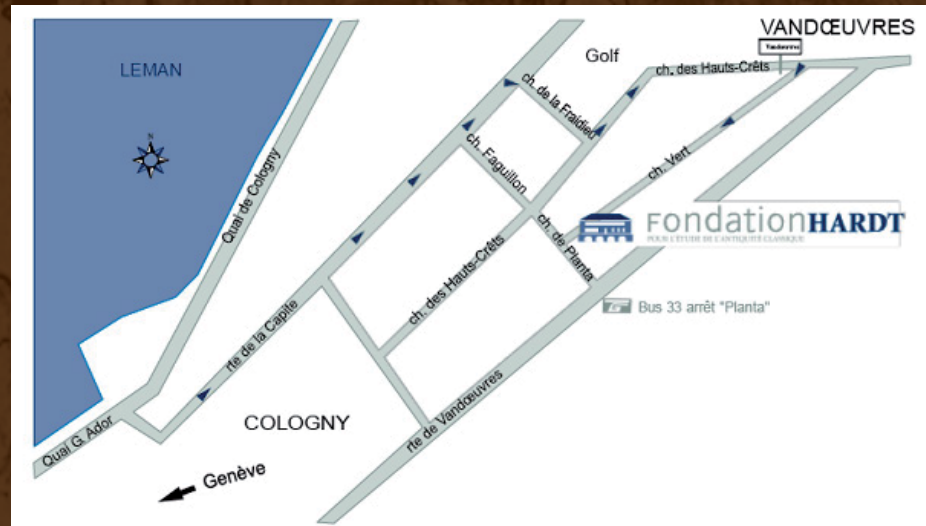 VANDŒUVRES
Vandoeuvres
LEMAN
Golf
ch. des Hauts-Crêts
N
ch. de la Fraidieu
ch. Faguillon
ch. Vert
Quai de Cologny
FONDATIONHARDT
POUR L'ÉTUDE DE L'ANTIQUITÉ CLASSIQUE
ch. de Planta
ch. des Hauts-Crêts
rte de la Capite
Bus 33 arrêt "Planta"
rte de Vandœuvres
COLOGNY
Quai G. Ador
Genève